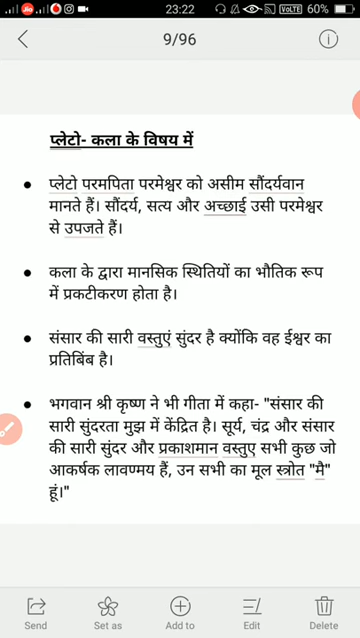 23:22
VoLTE
60%
9/96
प्लेटो- कला के विषय में
प्लेटो परमपिता परमेश्वर को असीम सौंदर्यवान
मानते हैं। सौंदर्य, सत्य और अच्छाई उसी परमेश्वर
से उपजते हैं।
कला के द्वारा मानसिक स्थितियों का भौतिक रूप
में प्रकटीकरण होता है।
संसार की सारी वस्तुएं सुंदर है क्योंकि वह ईश्वर का
प्रतिबिंब है।
भगवान श्री कृष्ण ने भी गीता में कहा- "संसार की
सारी सुंदरता मुझ में केंद्रित है। सूर्य, चंद्र और संसार
की सारी सुंदर और प्रकाशमान वस्तुए सभी कुछ जो
आकर्षक लावण्मय हैं, उन सभी का मूल स्त्रोत "मै"
हूं।"
Send Set as Add to Edit Delete